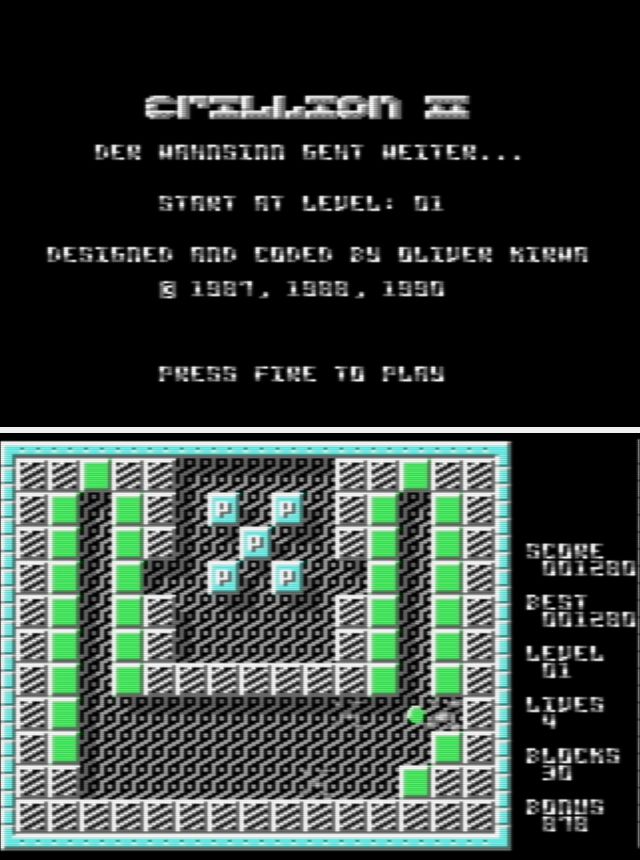 CRILLION II
DER WAHNSINN GEHT WEITER...
START AT LEVEL: 01
DESIGNED AND CODED BY OLIVER KIRWA
© 1987, 1988, 1990
PRESS FIRE TO PLAY
P P
P
P P
SCORE
001280
BEST
001280
LEVEL
01
LIVES
4
BLOCKS
30
BONUS
878